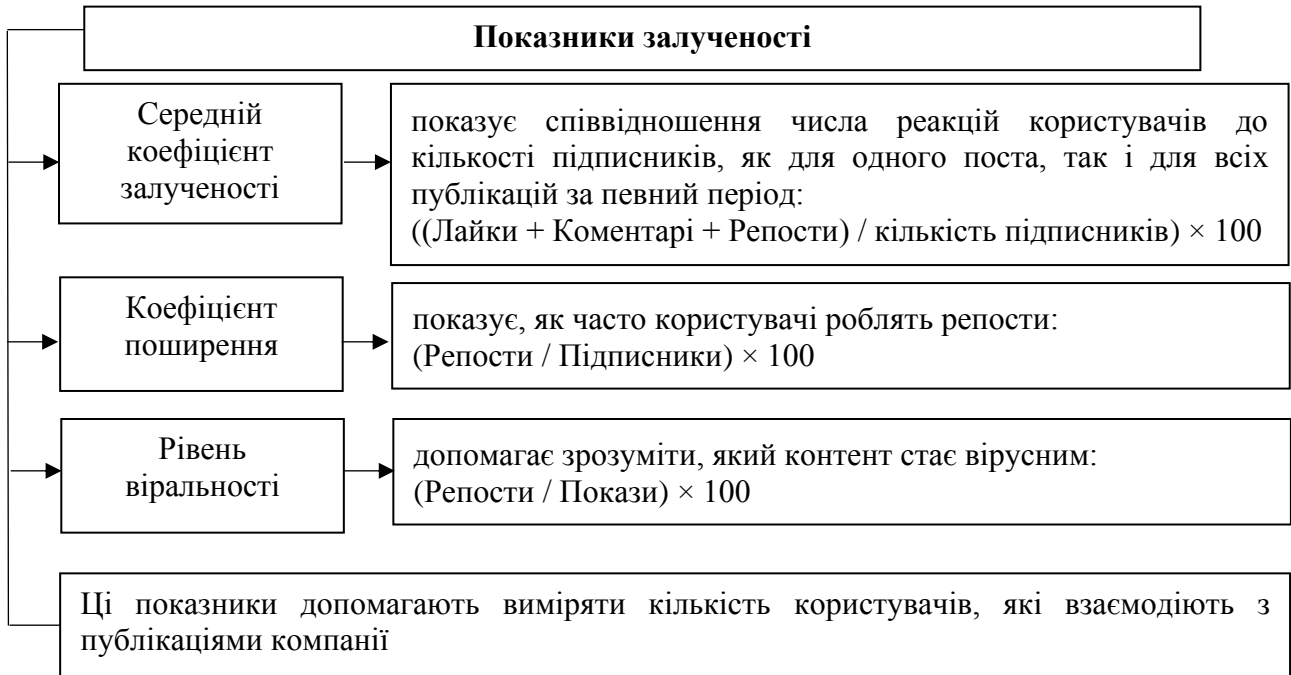 Показники залученості
Середній
коефіцієнт
залученості
показує співвідношення числа реакцій користувачів до
кількості підписників, як для одного поста, так і для всіх
публікацій за певний період:
((Лайки + Коментарі + Репости) / кількість підписників) × 100
Коефіцієнт
поширення
показує, як часто користувачі роблять репости:
(Репости / Підписники) × 100
Рівень
віральності
допомагає зрозуміти, який контент стає вірусним:
(Репости / Покази) × 100
Ці показники допомагають виміряти кількість користувачів, які взаємодіють з
публікаціями компанії